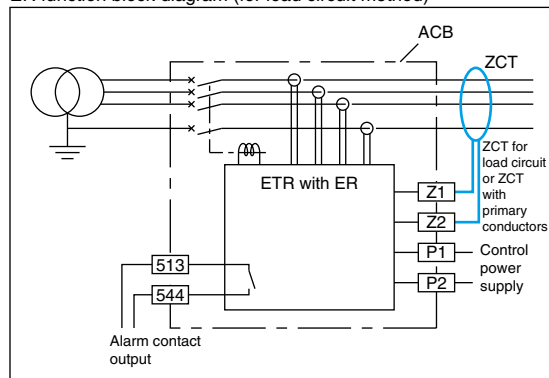 ER function block diagram (for load circuit method)
ACB
ZCT
ZCT for
load circuit
or ZCT
with
primary
conductors
ETR with ER
Z1
Z2
P1
P2
Control
power
supply
513
544
Alarm contact
output